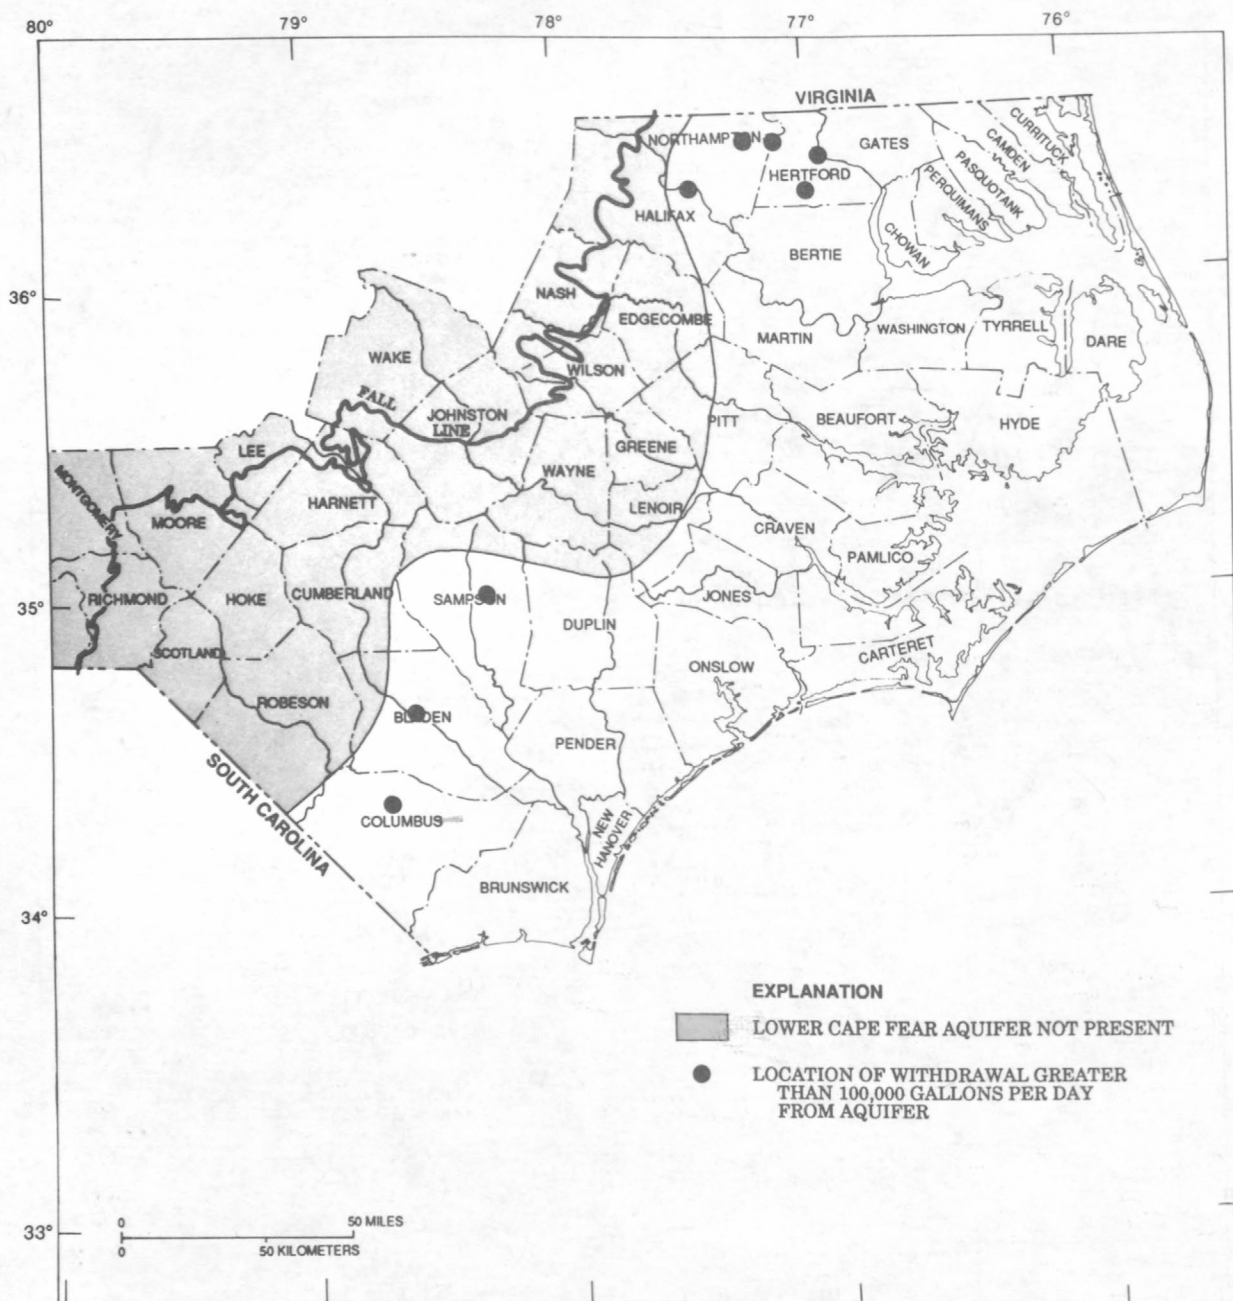 80°
79°
78°
77°
76°
VIRGINIA
NORTHAMPTON
GATES
CURRITUCK
CAMDEN
PASQUOTANK
PERQUIMANS
HERTFORD
HALIFAX
CHOWAN
BERTIE
36°
NASH
EDGECOMBE
MARTIN
WASHINGTON
TYRRELL
DARE
WAKE
WILSON
FALL
LINE
JOHNSTON
PITT
BEAUFORT
HYDE
LEE
GREENE
WAYNE
MONTGOMERY
MOORE
HARNETT
LENOIR
CRAVEN
PAMLICO
35°
RICHMOND
HOKE
CUMBERLAND
SAMPSON
JONES
DUPLIN
SCOTLAND
CARTERET
ONSLOW
ROBESON
BLADEN
PENDER
SOUTH CAROLINA
COLUMBUS
NEW
HANOVER
BRUNSWICK
34°
EXPLANATION
LOWER CAPE FEAR AQUIFER NOT PRESENT
LOCATION OF WITHDRAWAL GREATER
THAN 100,000 GALLONS PER DAY
FROM AQUIFER
33°
0
50 MILES
0
50 KILOMETERS